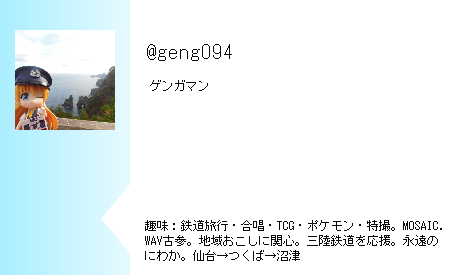 @geng094
ゲンガマン
趣味：鉄道旅行・合唱・TCG・ポケモン・特撮。MOSAIC.
WAV古参。地域おこしに関心。三陸鉄道を応援。永遠の
にわか。仙台→つくば→沼津